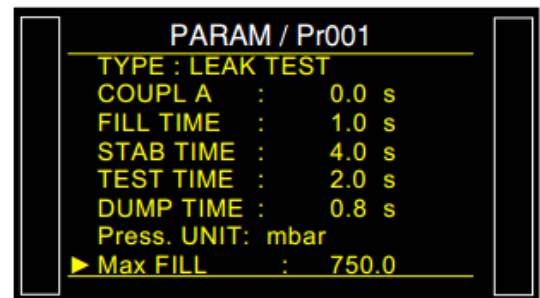 PARAM / Pr001
TYPE : LEAK TEST
COUPL A : 0.0 s
FILL TIME : 1.0 s
STAB TIME : 4.0 s
TEST TIME : 2.0 s
DUMP TIME : 0.8 s
Press. UNIT: mbar
► Max FILL : 750.0